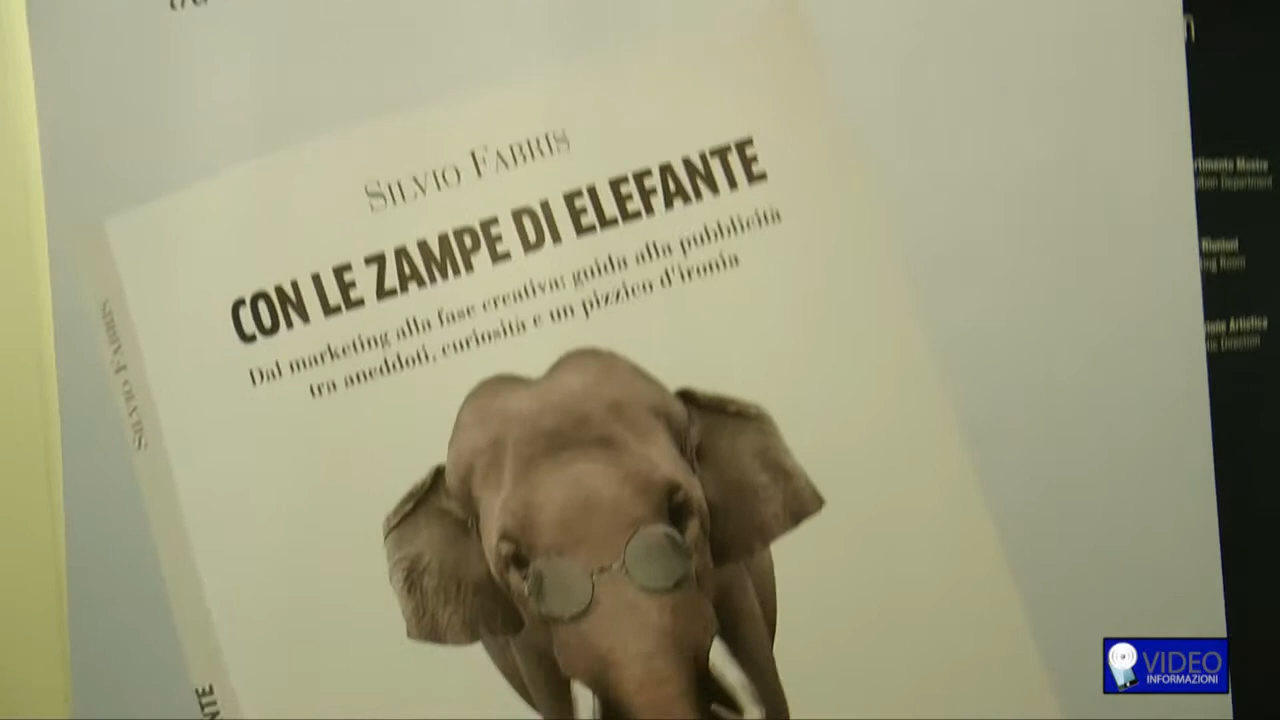 SILVIO FABRIS
CON LE ZAMPE DI ELEFANTE
Dal marketing alla fase creativa: guida alla pubblicità
tra aneddoti, curiosità e un pizzico d'ironia
SILVIO FABRIS
VIDEO
INFORMAZIONI